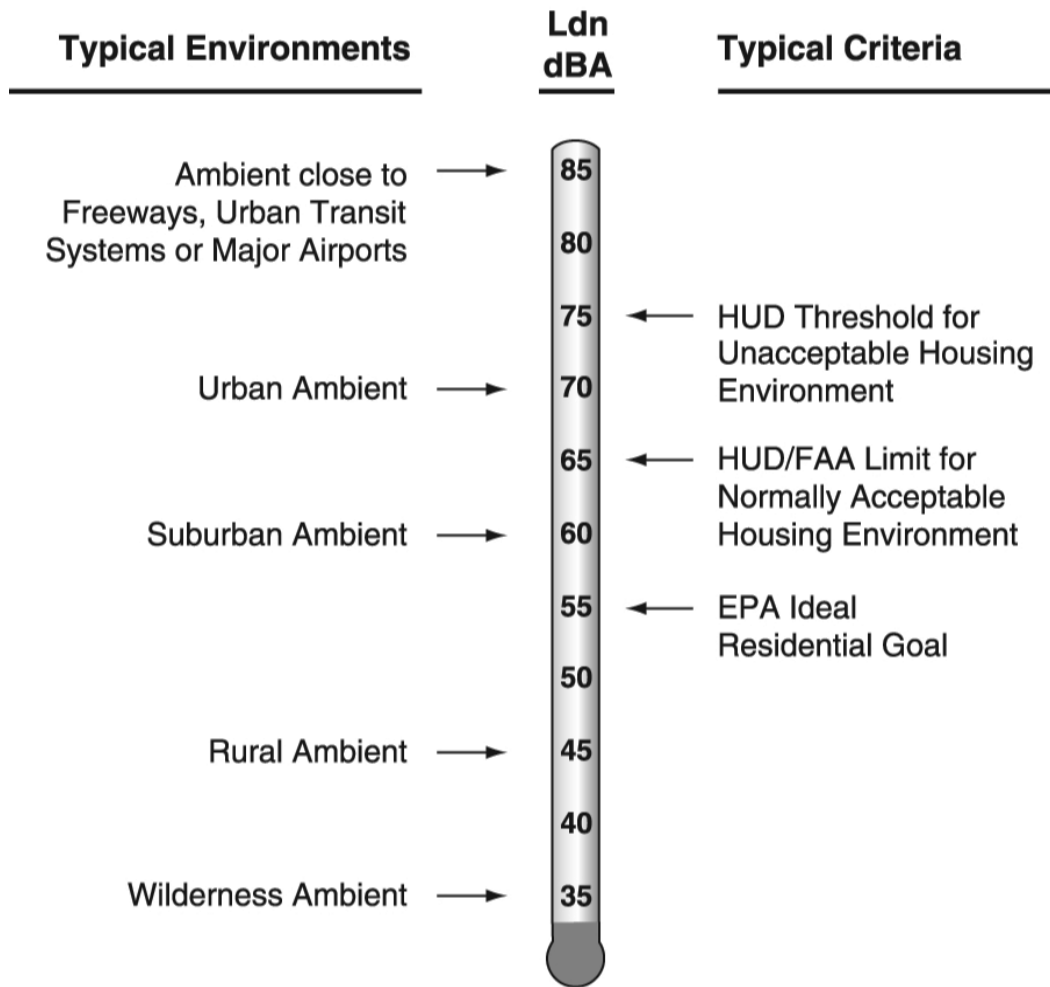 Typical Environments
Ldn
dBA
Typical Criteria
Ambient close to
Freeways, Urban Transit
Systems or Major Airports
85
80
75
HUD Threshold for
Unacceptable Housing
Environment
Urban Ambient
70
65
HUD/FAA Limit for
Normally Acceptable
Housing Environment
Suburban Ambient
60
55
EPA Ideal
Residential Goal
50
Rural Ambient
45
40
Wilderness Ambient
35